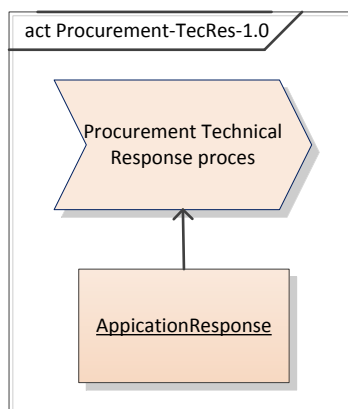 act Procurement-TecRes-1.0
Procurement Technical
Response proces
AppicationResponse